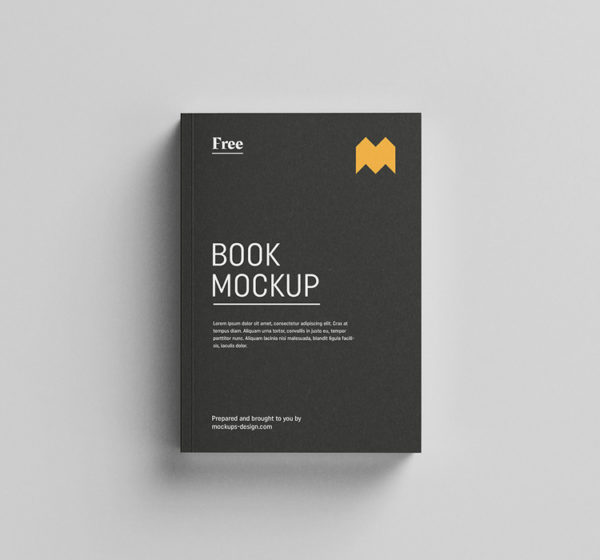 Free
BOOK
MOCKUP
Lorem ipsum dolor sit amet, consectetur adipiscing elit. Cras at
tempus diam. Aliquam urna tortor, convallis in justo eu, tempor
porttitor nunc. Aliquam lacinia nisi malesuada, blandit ligula facili-
sis, iaculis dolor.
Prepared and brought to you by
mockups-design.com